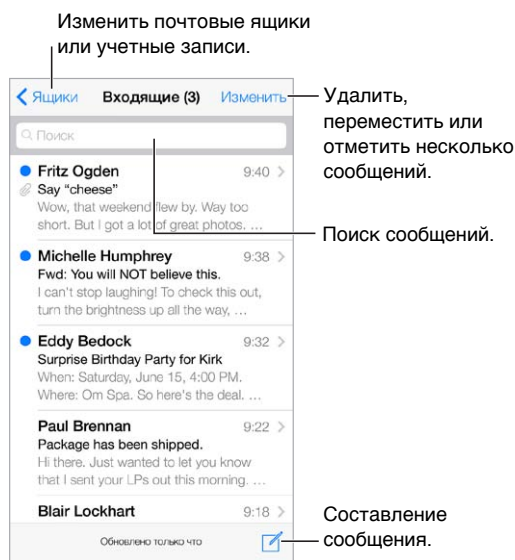 Изменить почтовые ящики
или учетные записи.
Ящики Входящие (3) Изменить
Удалить,
переместить или
отметить несколько
сообщений.
Поиск
Fritz Ogden 9:40
Say “cheese”
Wow, that weekend flew by. Way too
short. But I got a lot of great photos. …
Поиск сообщений.
Michelle Humphrey 9:38
Fwd: You will NOT believe this.
I can't stop laughing! To check this out,
turn the brightness up all the way, …
Eddy Bedock 9:32
Surprise Birthday Party for Kirk
When: Saturday, June 15, 4:00 PM.
Where: Om Spa. So here's the deal. …
Paul Brennan 9:22
Package has been shipped.
Hi there. Just wanted to let you know
that I sent your LPs out this morning. …
Blair Lockhart 9:18
Обновлено только что
Составление
сообщения.